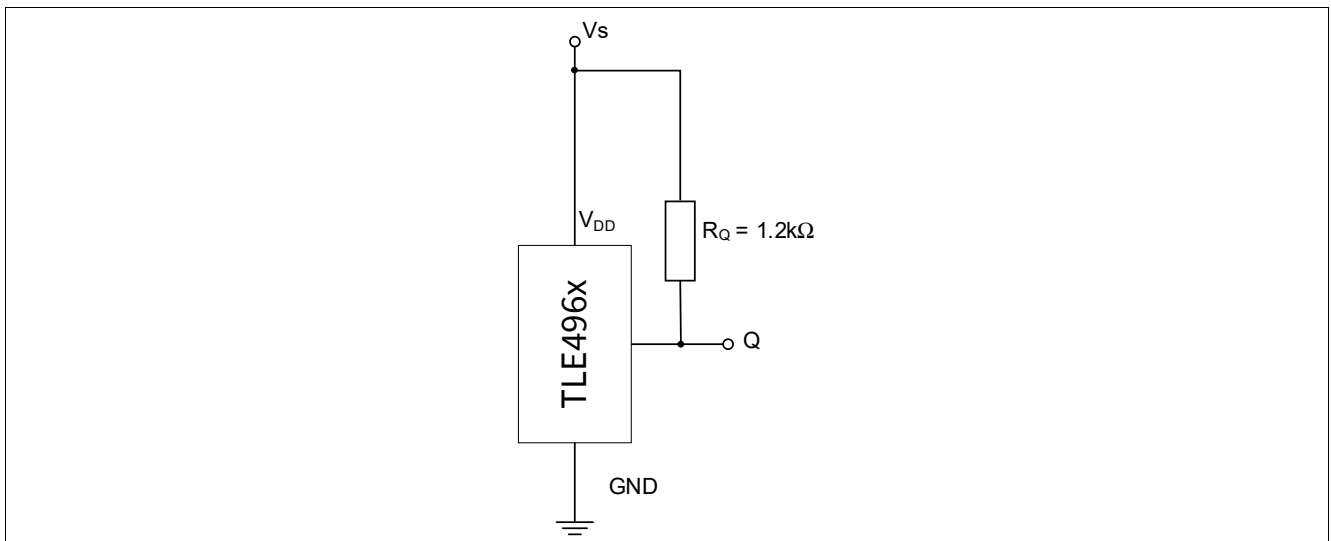 Vs
VDD
RQ = 1.2kΩ
TLE496x
Q
GND